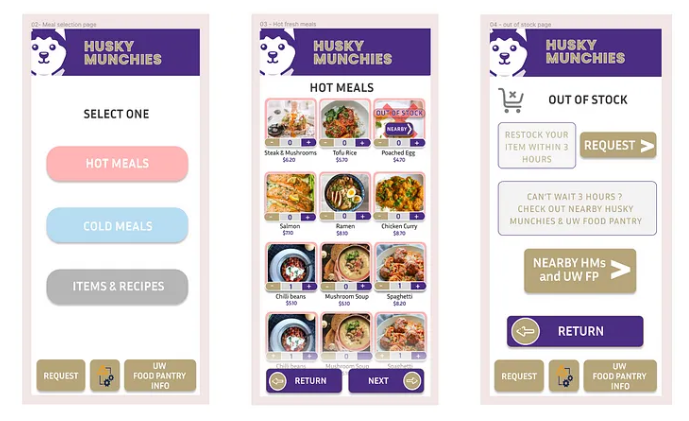 02- Meal selection page
HUSKY
MUNCHIES
SELECT ONE
HOT MEALS
COLD MEALS
ITEMS & RECIPES
REQUEST
UW
FOOD PANTRY
INFO
03 - Hot fresh meals
HUSKY
MUNCHIES
HOT MEALS
OUT OF STOCK
NEARBY
- 0 +
- 0 +
Steak & Mushrooms
$6.20
Tofu Rice
$5.70
Poached Egg
$4.70
- 0 +
- 0 +
- 0 +
Salmon
$7.10
Ramen
$8.10
Chicken Curry
$8.70
- 1 +
- 0 +
- 1 +
Chilli beans
$5.10
Mushroom Soup
$5.10
Spaghetti
$8.20
- 1 +
- 0 +
- 1 +
Chilli beans
Mushroom Soup
Spaghetti
RETURN
NEXT
04 - out of stock page
HUSKY
MUNCHIES
OUT OF STOCK
RESTOCK YOUR
ITEM WITHIN 3
HOURS
REQUEST >
CAN'T WAIT 3 HOURS ?
CHECK OUT NEARBY HUSKY
MUNCHIES & UW FOOD PANTRY
NEARBY HMs
and UW FP >
RETURN
REQUEST
UW
FOOD PANTRY
INFO